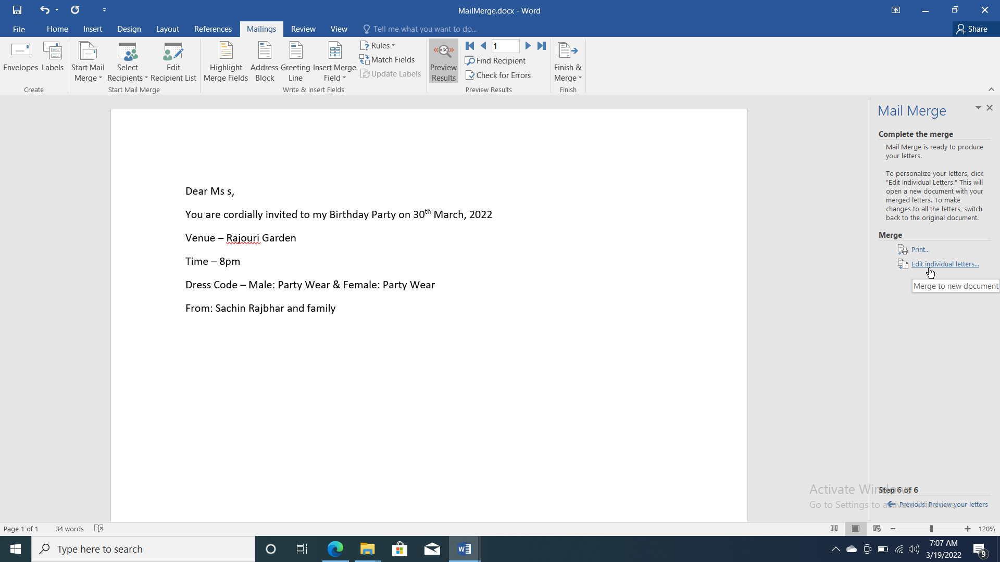 MailMerge.docx - Word
File Home Insert Design Layout References Mailings Review View Tell me what you want to do... Share
Envelopes Labels Start Mail Merge Select Recipients Edit Recipient List Highlight Merge Fields Address Block Greeting Line Insert Merge Field Rules Match Fields Update Labels ABC Preview Results 1 Find Recipient Check for Errors Finish & Merge
Create Start Mail Merge Write & Insert Fields Preview Results Finish
Dear Ms s,
You are cordially invited to my Birthday Party on 30th March, 2022
Venue – Rajouri Garden
Time – 8pm
Dress Code – Male: Party Wear & Female: Party Wear
From: Sachin Rajbhar and family
Mail Merge
Complete the merge
Mail Merge is ready to produce
your letters.
To personalize your letters, click
"Edit Individual Letters." This will
open a new document with your
merged letters. To make
changes to all the letters, switch
back to the original document.
Merge
Print...
Edit individual letters...
Merge to new document
Step 6 of 6
Previous: Preview your letters
Activate Windows
Go to Settings to activate Windows.
Page 1 of 1 34 words 120%
Type here to search
7:07 AM
3/19/2022
9